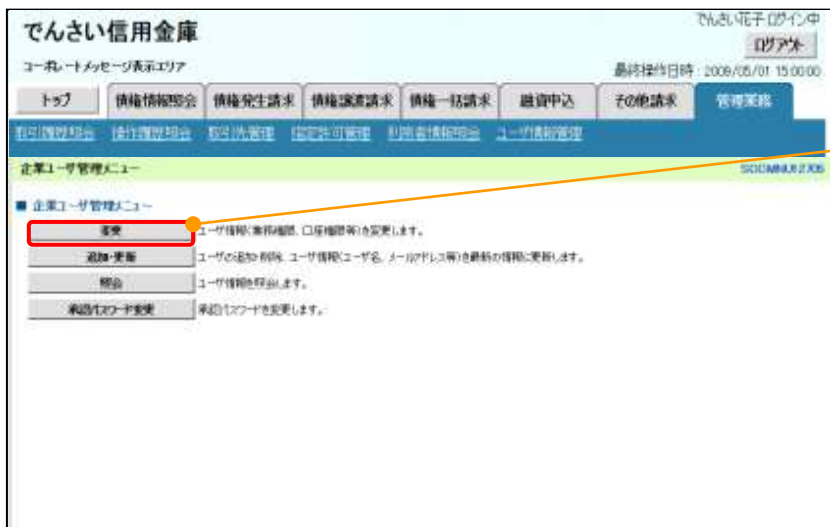 でんさい信用金庫
でんさい花子 ログイン中
ログアウト
コーポレートメッセージ表示エリア
最終操作日時：2009/05/01 15:00:00
トップ 債権情報照会 債権発生請求 債権譲渡請求 債権一括請求 融資申込 その他請求 管理業務
取引履歴照会 操作履歴照会 取引先管理 指定許可管理 利用者情報照会 ユーザ情報管理
企業ユーザ管理メニュー
■ 企業ユーザ管理メニュー
変更 ユーザ情報(業務権限、口座権限等)を変更します。
追加・更新 ユーザの追加・削除、ユーザ情報(ユーザ名、メールアドレス等)を最新の情報に更新します。
照会 ユーザ情報を照会します。
承認パスワード変更 承認パスワードを変更します。